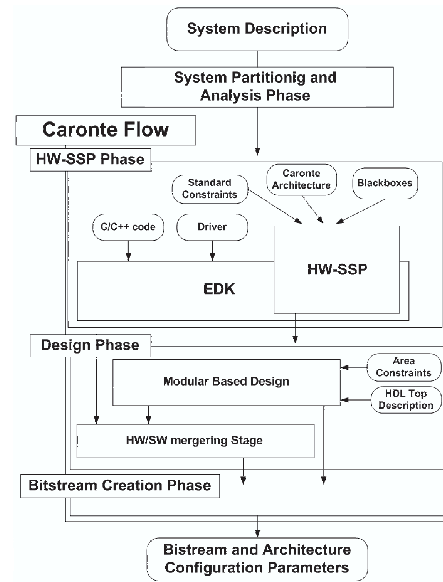 System Description
System Partitionig and
Analysis Phase
Caronte Flow
HW-SSP Phase
Standard
Constraints
Caronte
Architecture
Blackboxes
C/C++ code
Driver
HW-SSP
EDK
Design Phase
Area
Constraints
Modular Based Design
HDL Top
Description
HW/SW mergering Stage
Bitstream Creation Phase
Bistream and Architecture
Configuration Parameters